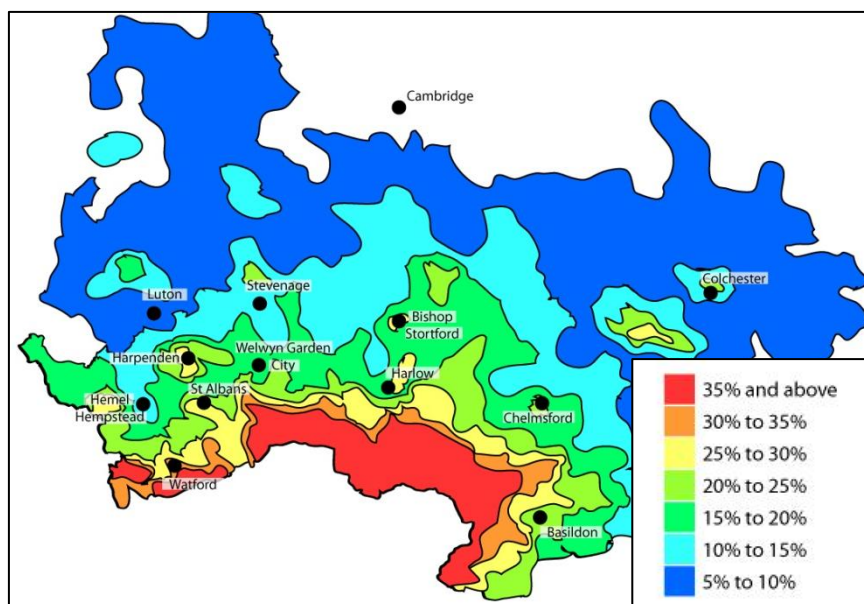 Cambridge
Colchester
Stevenage
Luton
Bishop
Stortford
Welwyn Garden
City
Harpenden
Harlow
St Albans
Hemel
Hempstead
Chelmsford
Watford
Basildon
35% and above
30% to 35%
25% to 30%
20% to 25%
15% to 20%
10% to 15%
5% to 10%